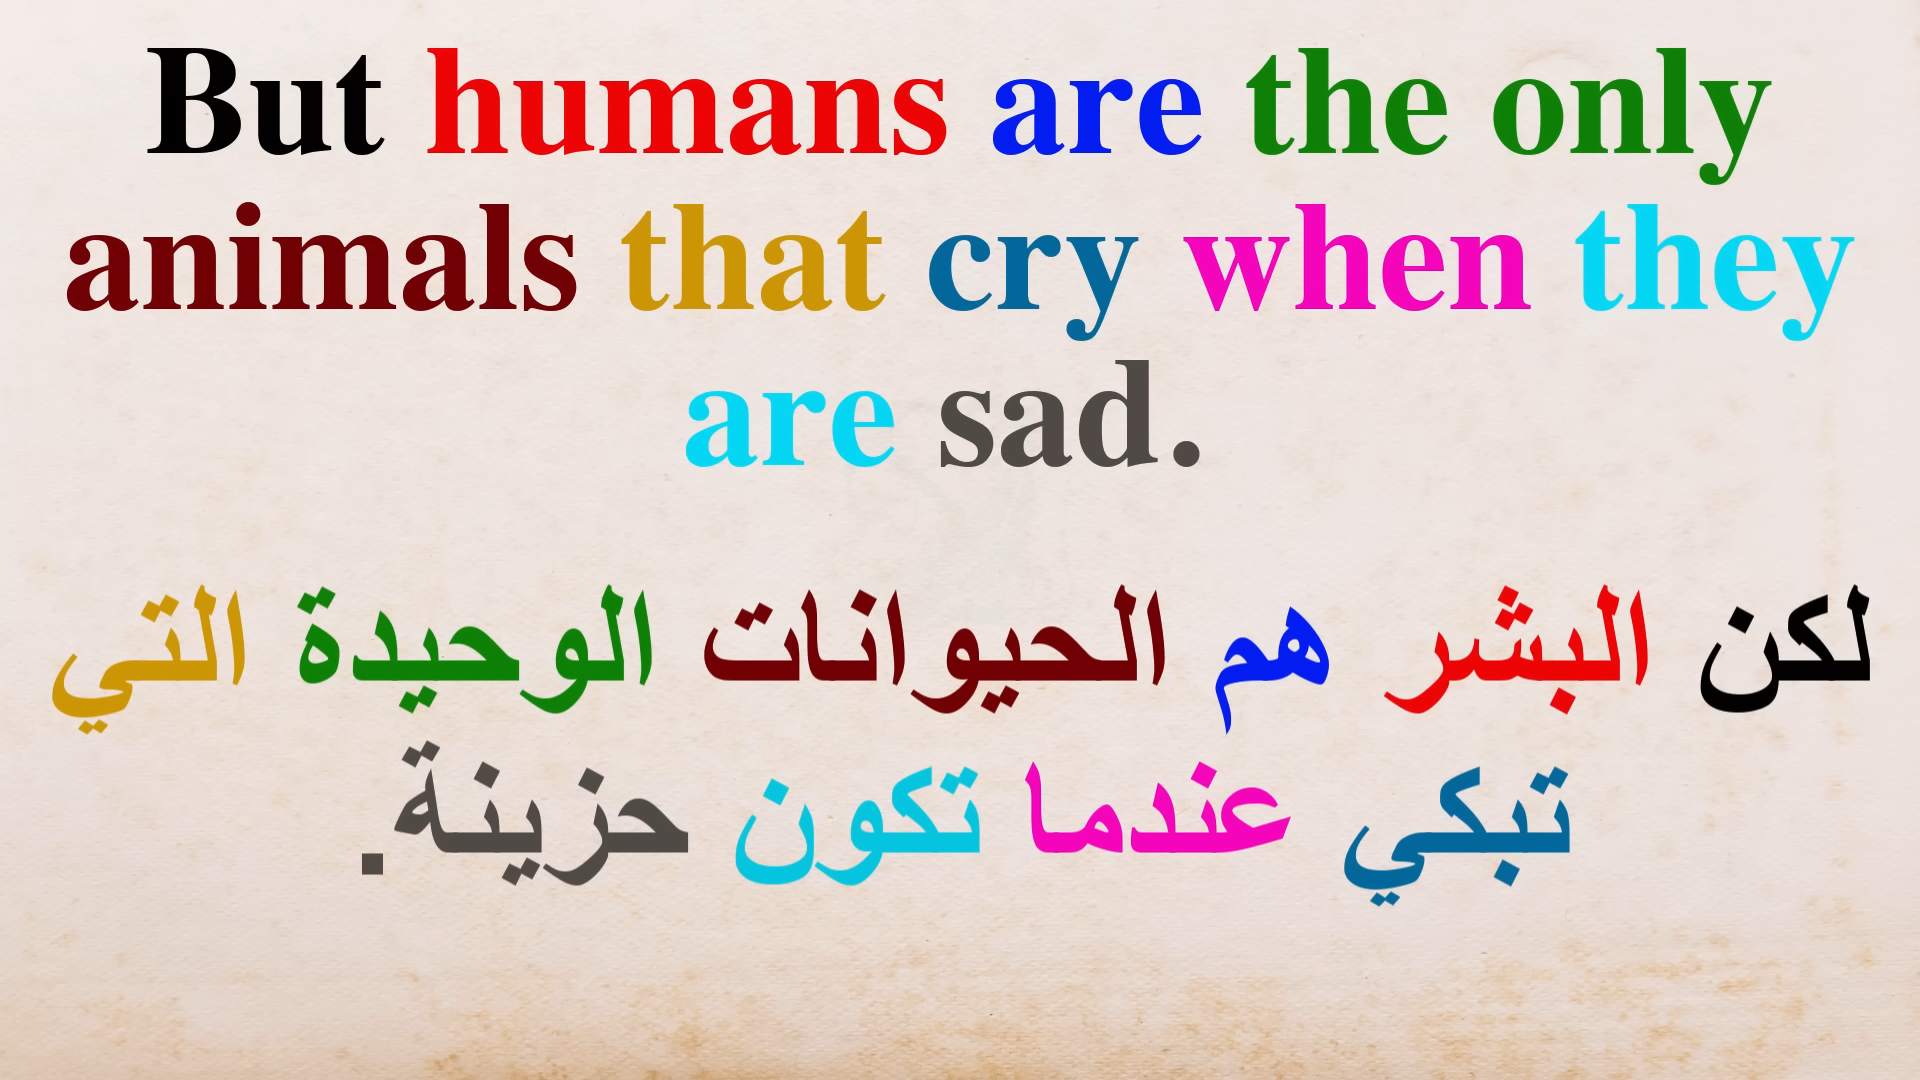 But humans are the only
animals that cry when they
are sad.
لكن البشر هم الحيوانات الوحيدة التي
تبكي عندما تكون حزينة.